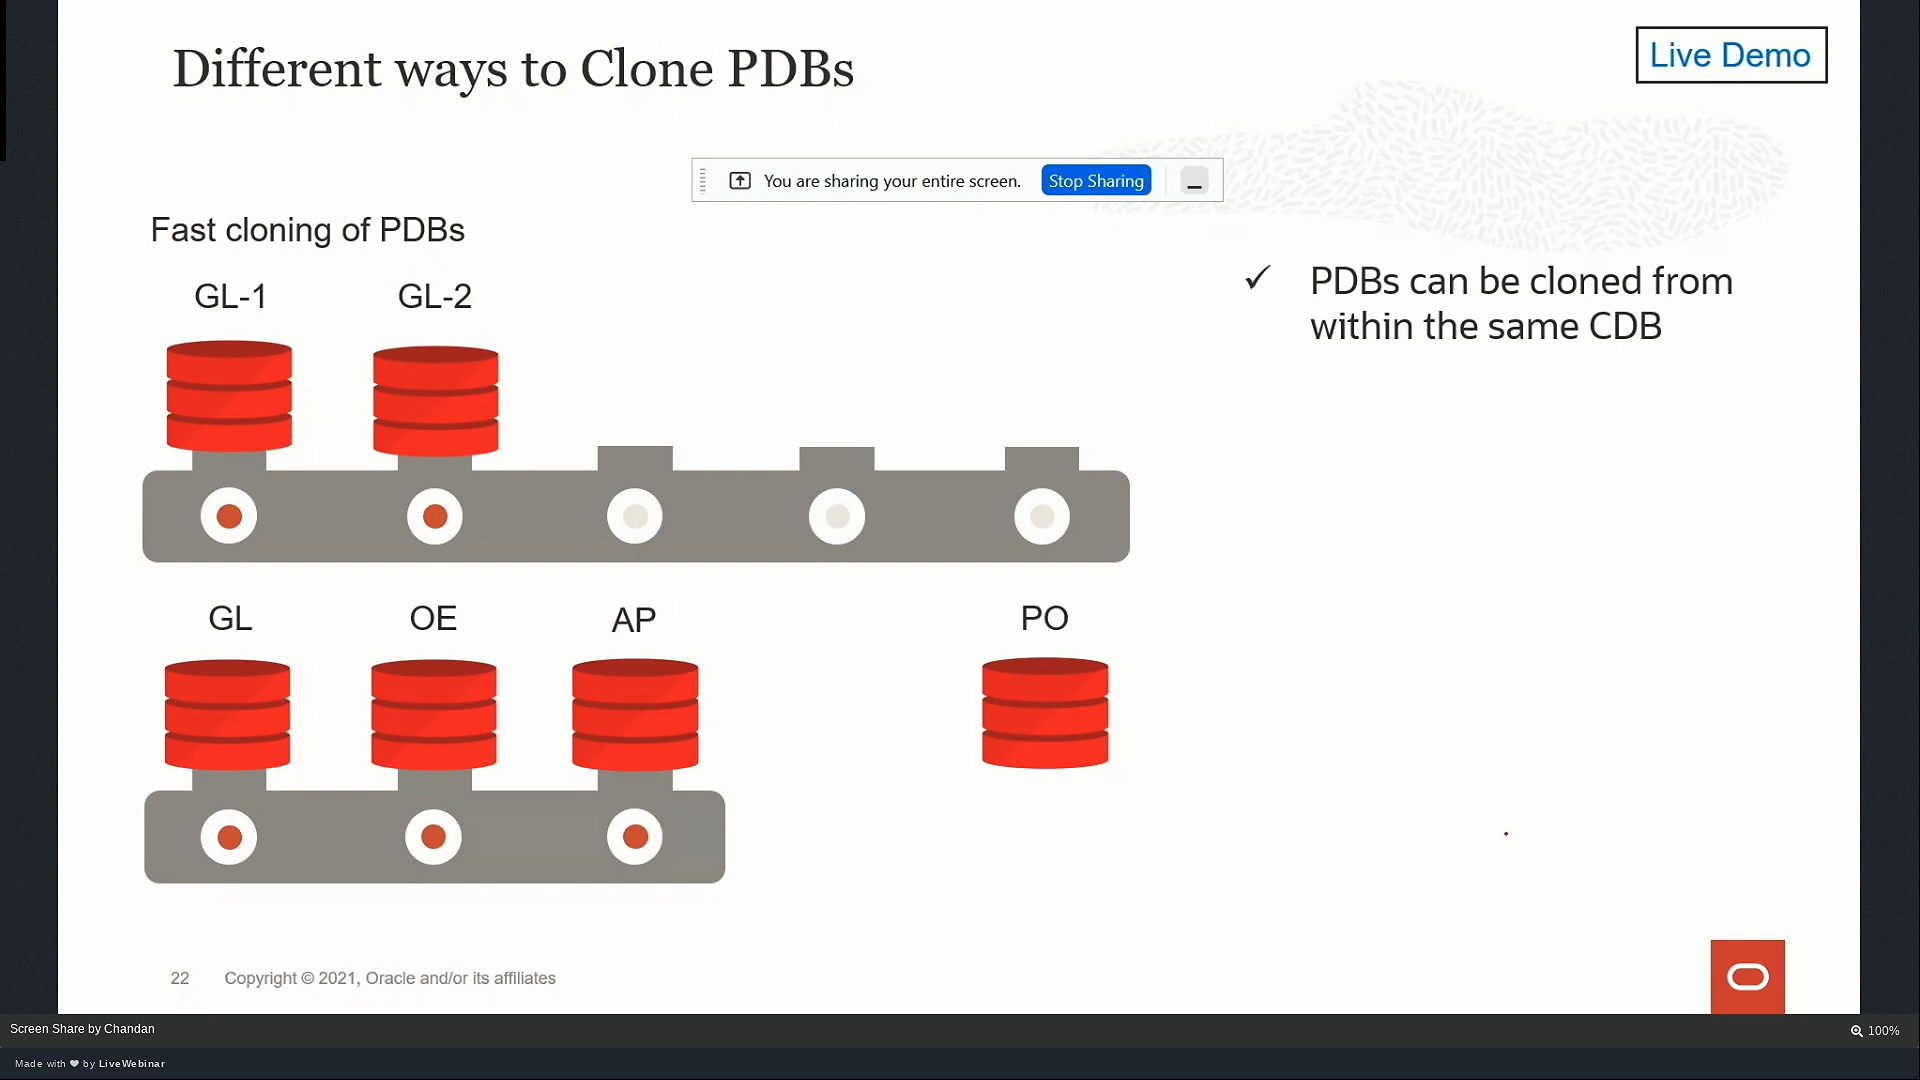 Different ways to Clone PDBs
Live Demo
You are sharing your entire screen.
Stop Sharing
Fast cloning of PDBs
GL-1
GL-2
✓ PDBs can be cloned from
within the same CDB
GL
OE
AP
PO
22
Copyright © 2021, Oracle and/or its affiliates
Screen Share by Chandan
100%
Made with ❤ by LiveWebinar